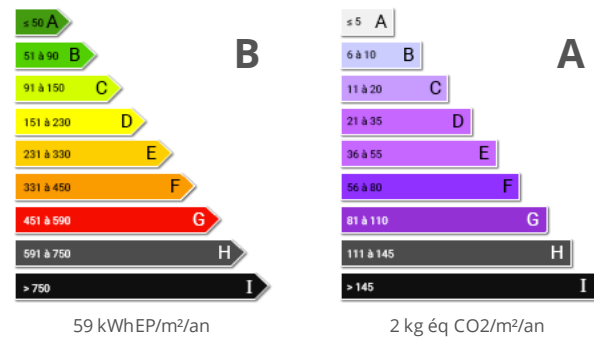 ≤ 50 A
51 à 90 B
91 à 150 C
151 à 230 D
231 à 330 E
331 à 450 F
451 à 590 G
591 à 750 H
> 750 I
B
59 kWhEP/m²/an
≤ 5 A
6 à 10 B
11 à 20 C
21 à 35 D
36 à 55 E
56 à 80 F
81 à 110 G
111 à 145 H
> 145 I
A
2 kg éq CO2/m²/an